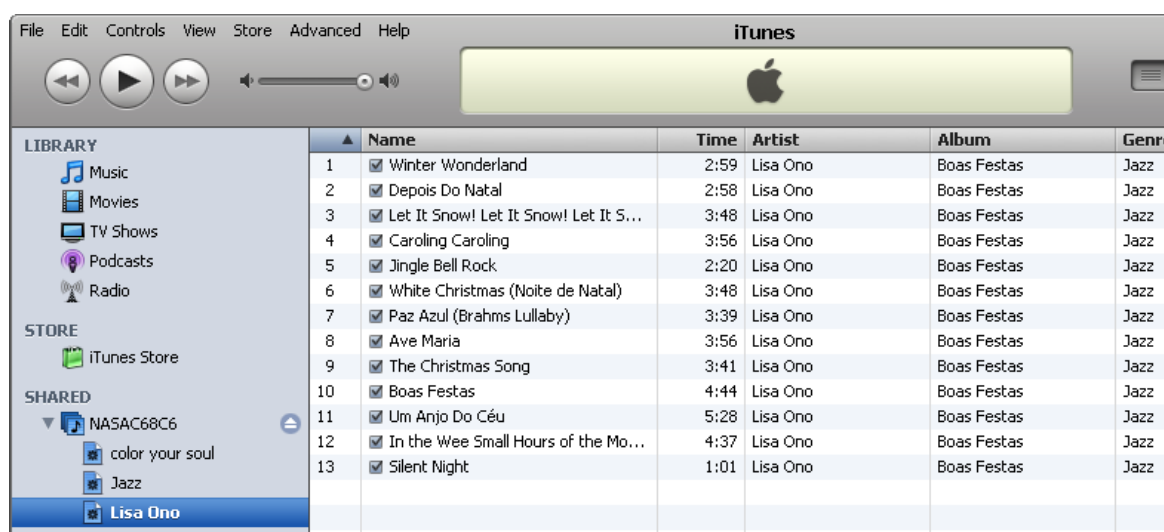 File Edit Controls View Store Advanced Help
iTunes
LIBRARY
Music
Movies
TV Shows
Podcasts
Radio
STORE
iTunes Store
SHARED
NASAC68C6
color your soul
Jazz
Lisa Ono
Name Time Artist Album Genr
1 Winter Wonderland 2:59 Lisa Ono Boas Festas Jazz
2 Depois Do Natal 2:58 Lisa Ono Boas Festas Jazz
3 Let It Snow! Let It Snow! Let It S... 3:48 Lisa Ono Boas Festas Jazz
4 Caroling Caroling 3:56 Lisa Ono Boas Festas Jazz
5 Jingle Bell Rock 2:20 Lisa Ono Boas Festas Jazz
6 White Christmas (Noite de Natal) 3:48 Lisa Ono Boas Festas Jazz
7 Paz Azul (Brahms Lullaby) 3:39 Lisa Ono Boas Festas Jazz
8 Ave Maria 3:56 Lisa Ono Boas Festas Jazz
9 The Christmas Song 3:41 Lisa Ono Boas Festas Jazz
10 Boas Festas 4:44 Lisa Ono Boas Festas Jazz
11 Um Anjo Do Céu 5:28 Lisa Ono Boas Festas Jazz
12 In the Wee Small Hours of the Mo... 4:37 Lisa Ono Boas Festas Jazz
13 Silent Night 1:01 Lisa Ono Boas Festas Jazz